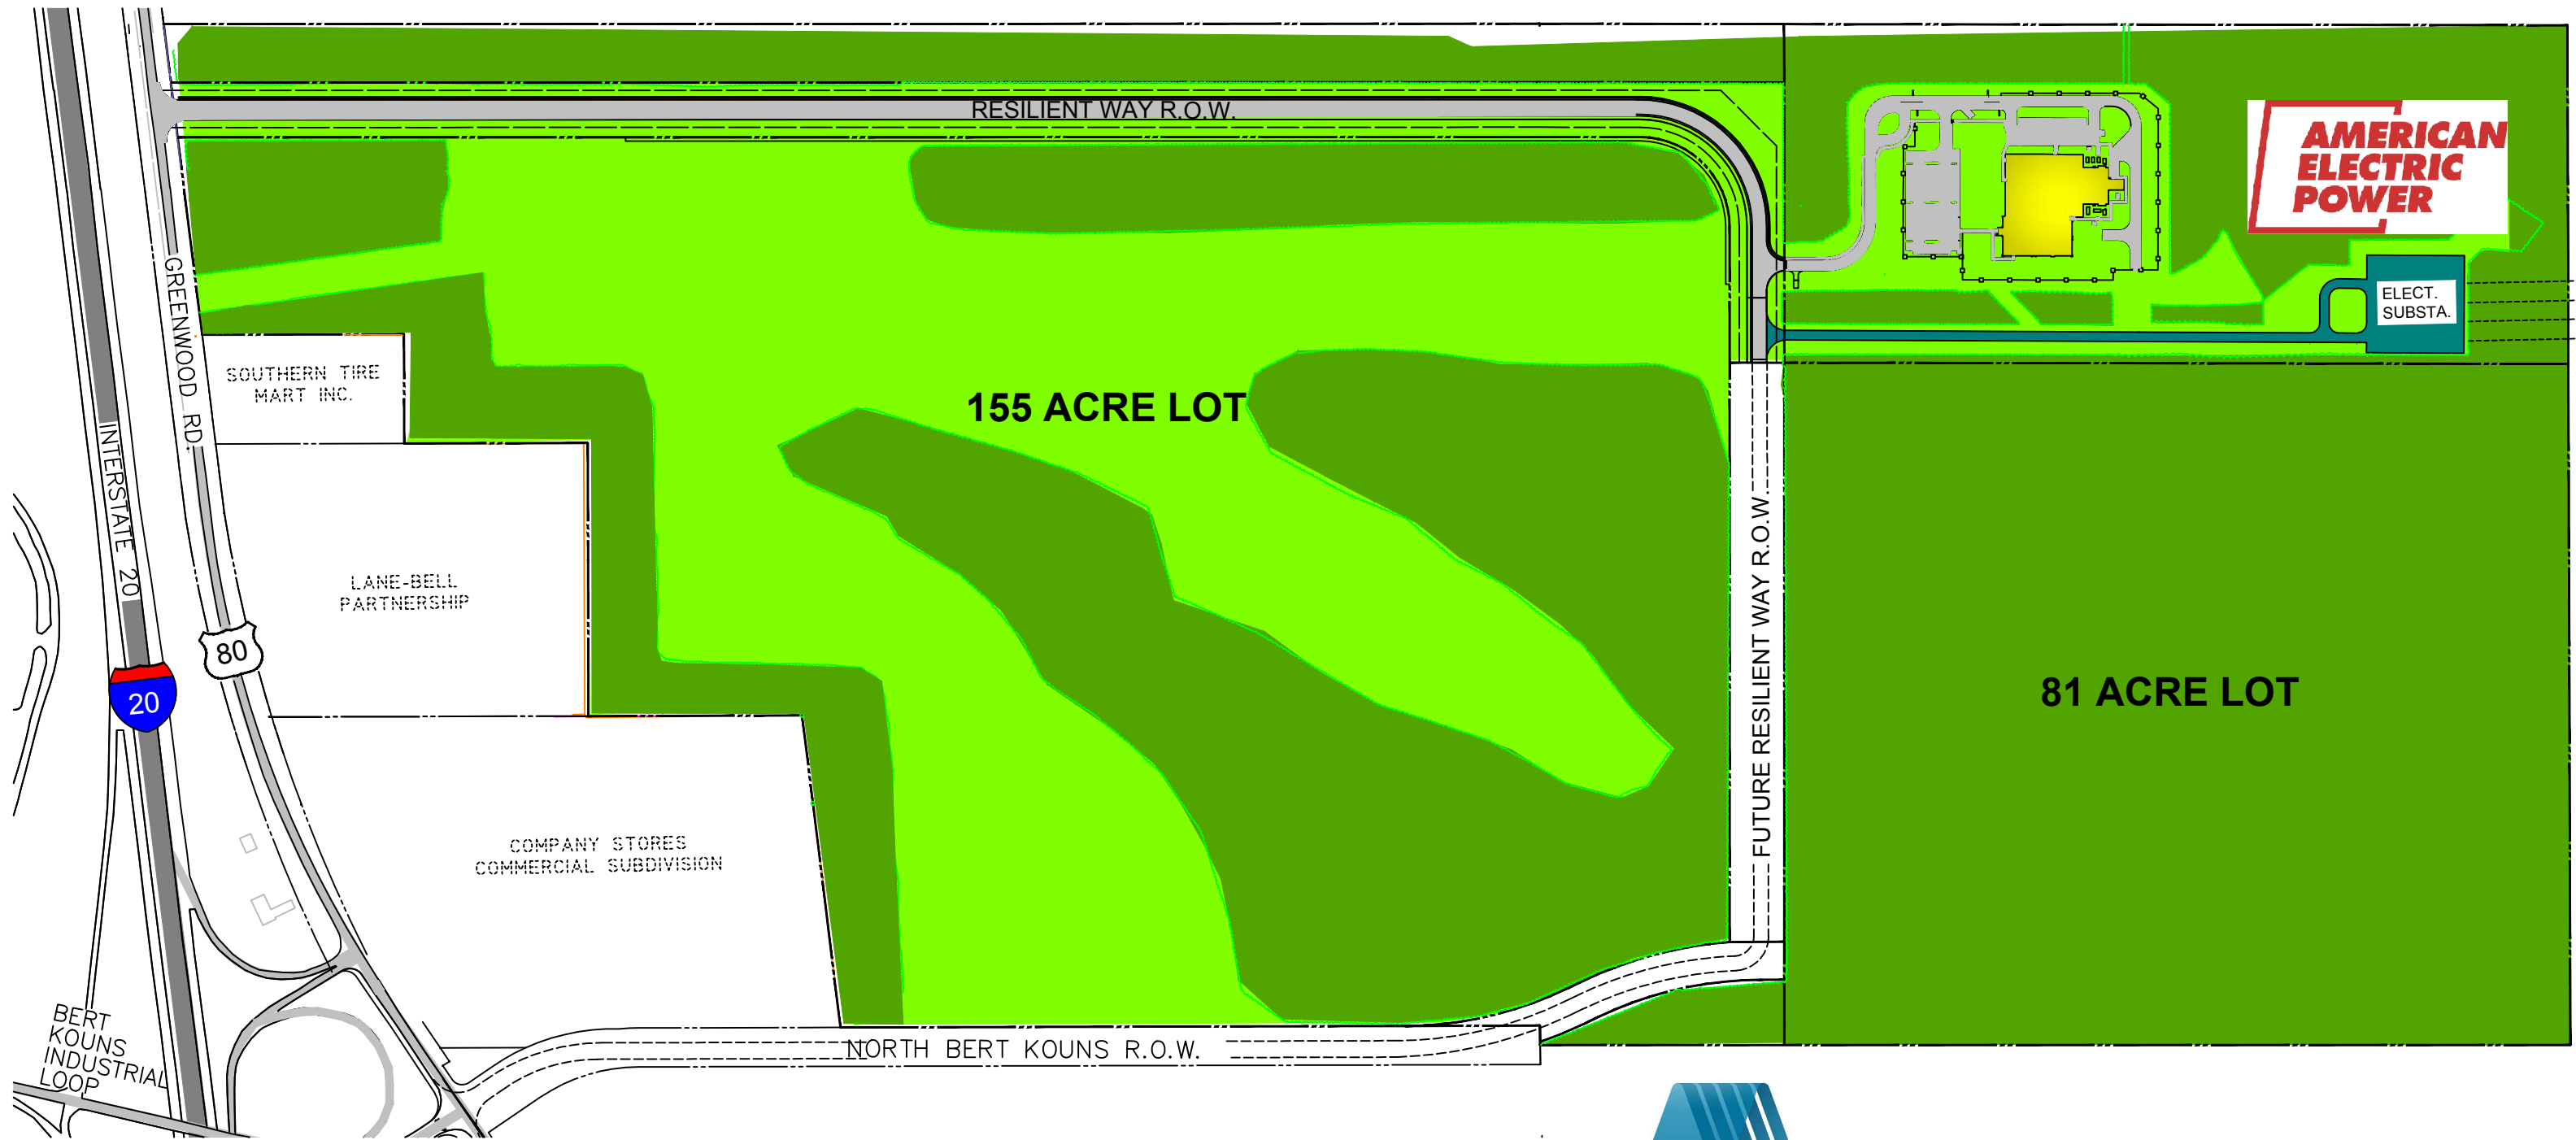 RESILIENT WAY R.O.W.
AMERICAN
ELECTRIC
POWER
ELECT.
SUBSTA.
GREENWOOD RD.
SOUTHERN TIRE
MART INC.
155 ACRE LOT
INTERSTATE 20
LANE-BELL
PARTNERSHIP
80
20
FUTURE RESILIENT WAY R.O.W.
81 ACRE LOT
COMPANY STORES
COMMERCIAL SUBDIVISION
BERT
KOUNS
INDUSTRIAL
LOOP
NORTH BERT KOUNS R.O.W.